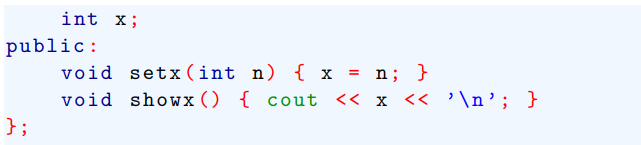 int x;
public:
void setx(int n) { x = n; }
void showx() { cout << x << '\n'; }
};